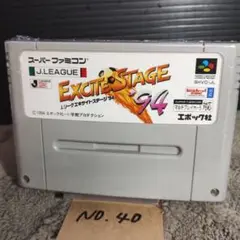 スーパーファミコン
J.LEAGUE
EXCITE STAGE
Jリーグエキサイトステージ'94
94
エポック社
NO. 40